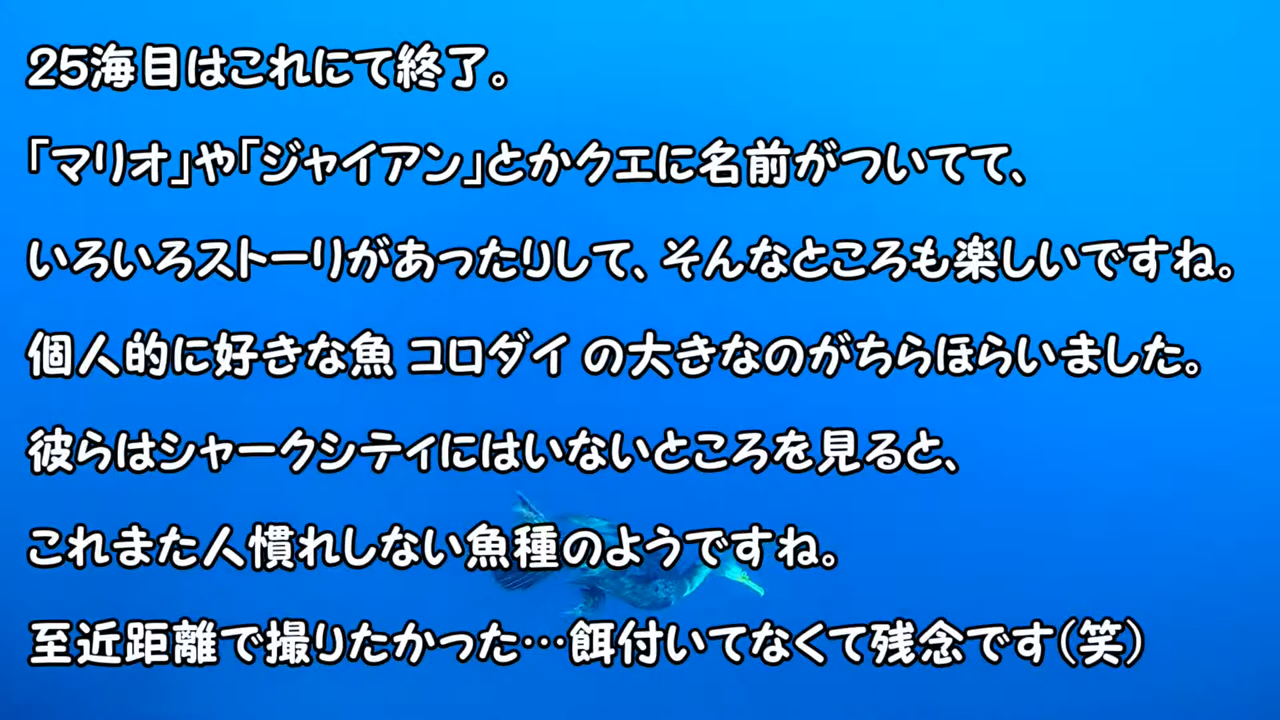 25海目はこれにて終了。
「マリオ」や「ジャイアン」とかクエに名前がついてて、
いろいろストーリがあったりして、そんなところも楽しいですね。
個人的に好きな魚 コロダイ の大きなのがちらほらいました。
彼らはシャークシティにはいないところを見ると、
これまた人慣れしない魚種のようですね。
至近距離で撮りたかった…餌付いてなくて残念です(笑)